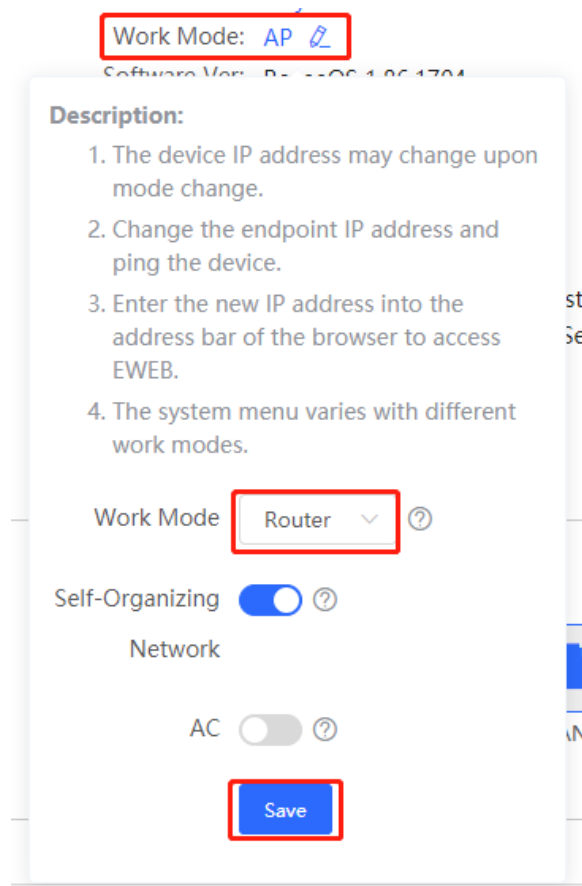 Work Mode: AP
Software Ver:
Description:
1. The device IP address may change upon
mode change.
2. Change the endpoint IP address and
ping the device.
3. Enter the new IP address into the
address bar of the browser to access
EWEB.
4. The system menu varies with different
work modes.
Work Mode Router
Self-Organizing
Network
AC
Save